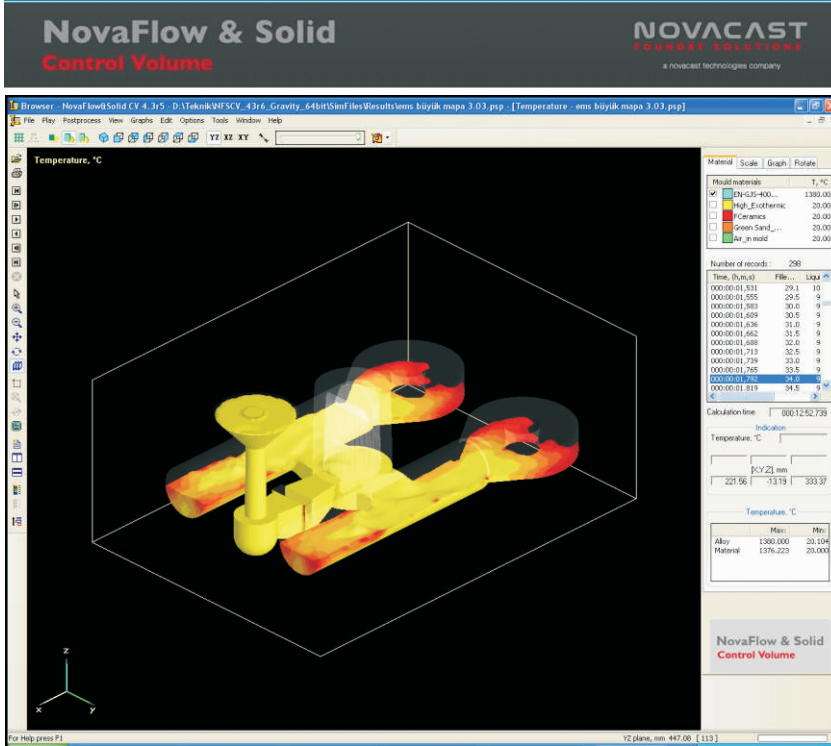 NovaFlow & Solid
Control Volume
NOVACAST
FOUNDRY SOLUTIONS
a novacast technologies company
Browser - NovaFlow&Solid CV 4.3r5 - D:\Teknik\NFSCV_43r6_Gravity_64bit\SimFiles\Results\ems büyük mapa 3.03.psp - [Temperature - ems büyük mapa 3.03.psp]
File Play Postprocess View Graphs Edit Options Tools Window Help
YZ XZ XY
Temperature, °C
Material Scale Graph Rotate
Mould materials T, °C
EN-GJS-400... 1380.00
High_Exothermic 20.00
FCeramics 20.00
Green Sand_... 20.00
Air_in mold 20.00
Number of records : 298
Time, (h,m,s) Fille... Liqui
000:00:01,531 29.1 10
000:00:01,555 29.5 9
000:00:01,583 30.0 9
000:00:01,609 30.5 9
000:00:01,636 31.0 9
000:00:01,662 31.5 9
000:00:01,688 32.0 9
000:00:01,713 32.5 9
000:00:01,739 33.0 9
000:00:01,765 33.5 9
000:00:01,792 34.0 9
000:00:01,819 34.5 9
Calculation time 000:12:52,739
Indication
Temperature, °C
[X,Y,Z], mm
221.56 -13.19 333.37
Temperature, °C
Max: Min:
Alloy 1380.000 20.104
Material 1376.223 20.000
NovaFlow & Solid
Control Volume
z
x y
For Help press F1
YZ plane, mm 447.08 [ 113 ]